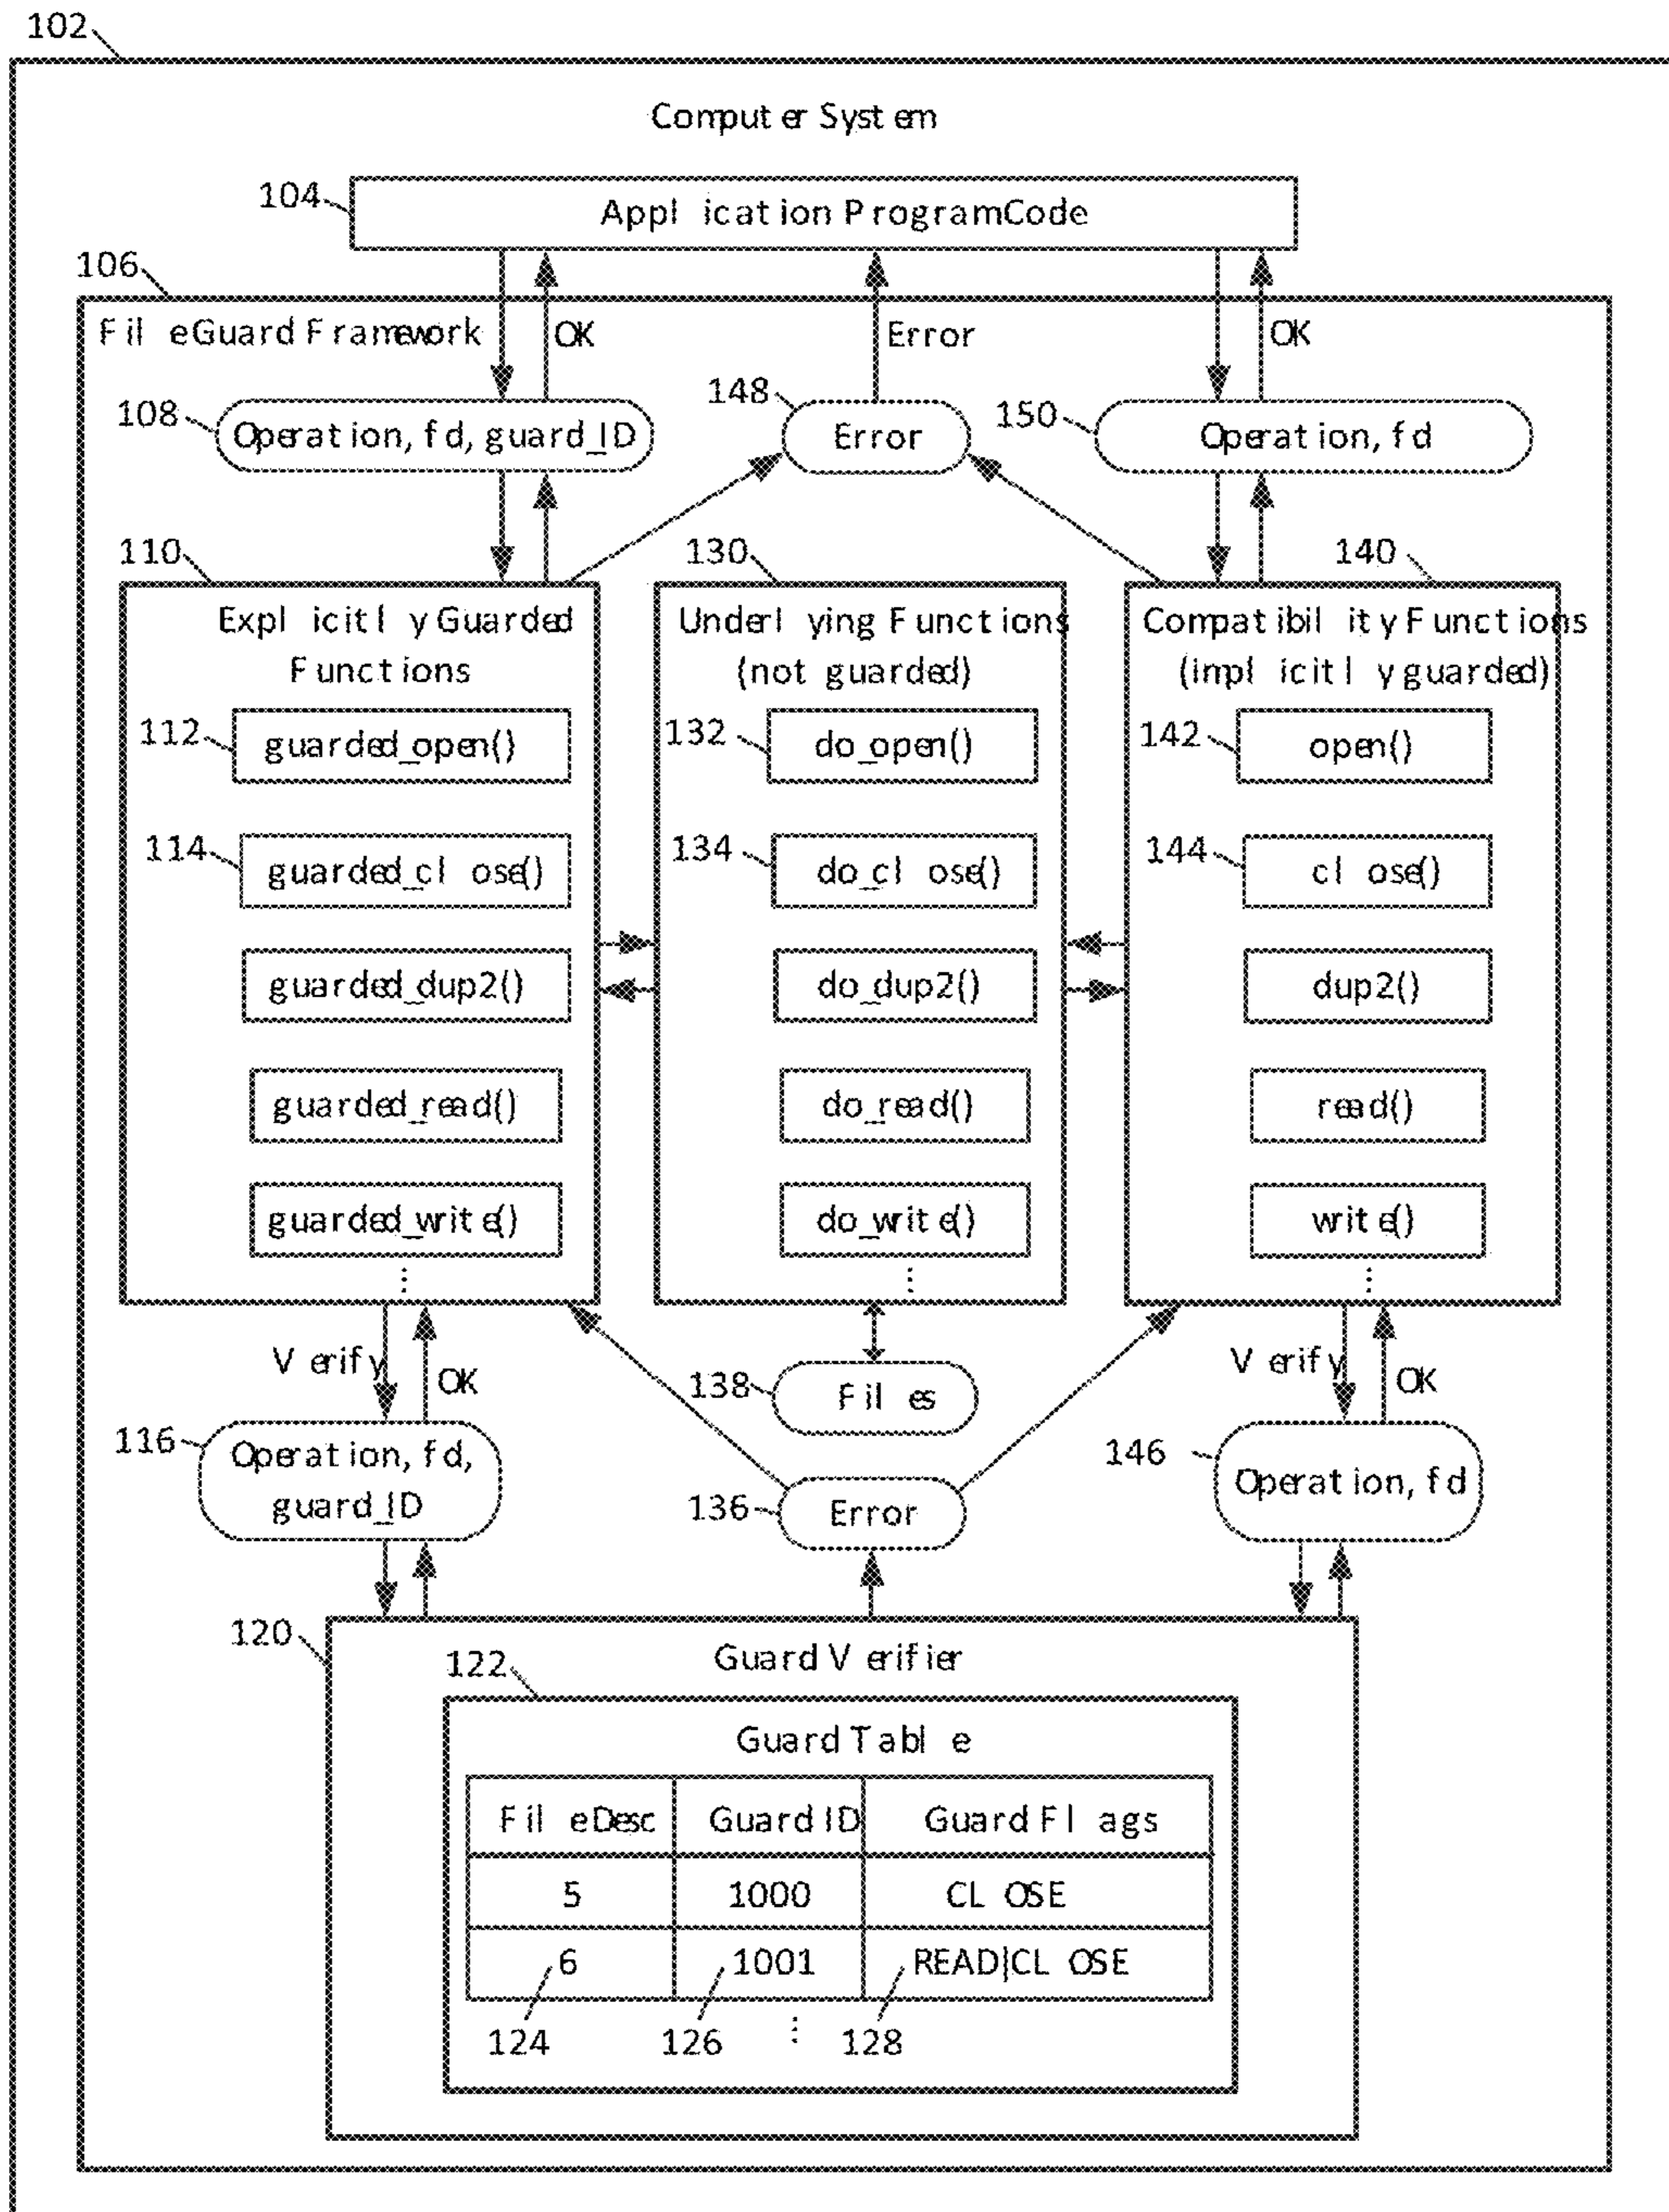 102
Computer System
104
Application Program Code
106
File Guard Framework
OK
Error
OK
108
Operation, fd, guard_ID
148
Error
150
Operation, fd
110
130
140
Explicitly Guarded
Functions
Underlying Functions
(not guarded)
Compatibility Functions
(implicitly guarded)
112
guarded_open()
132
do_open()
142
open()
114
guarded_close()
134
do_close()
144
close()
guarded_dup2()
do_dup2()
dup2()
guarded_read()
do_read()
read()
guarded_write()
do_write()
write()
⋮
⋮
⋮
Verify
OK
138
Files
Verify
OK
116
Operation, fd,
guard_ID
136
Error
146
Operation, fd
120
Guard Verifier
122
Guard Table
File Desc
Guard ID
Guard Flags
5
1000
CLOSE
6
1001
READ|CLOSE
124
126
⋮
128